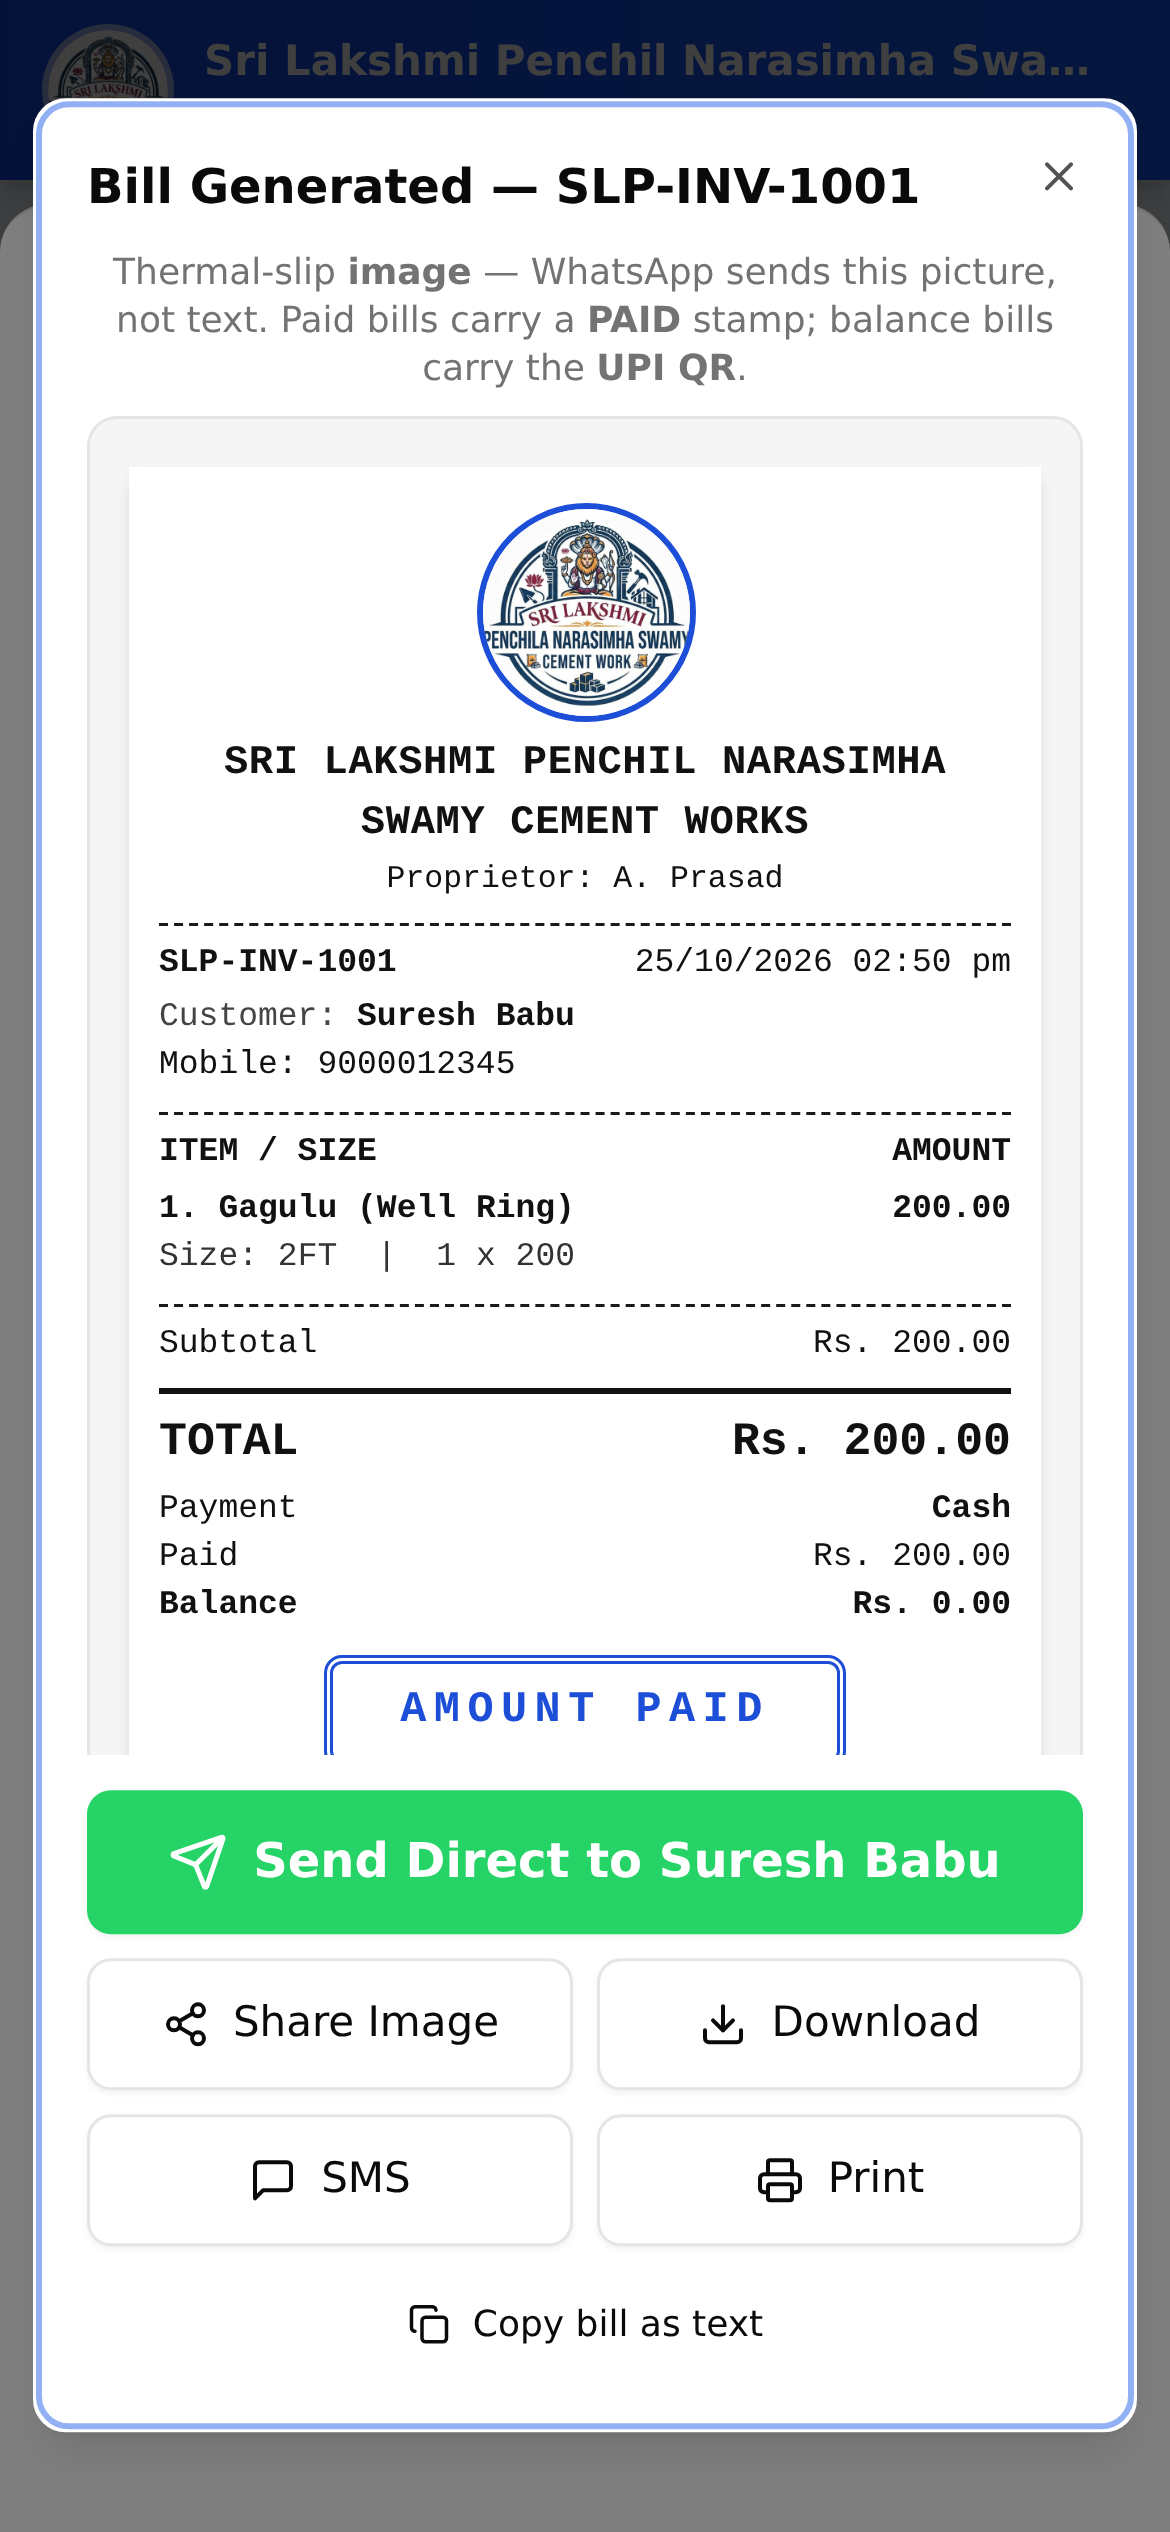 Sri Lakshmi Penchil Narasimha Swa...
SRI LAKSHMI
Bill Generated — SLP-INV-1001
Thermal-slip image — WhatsApp sends this picture,
not text. Paid bills carry a PAID stamp; balance bills
carry the UPI QR.
SRI LAKSHMI
PENCHILA NARASIMHA SWAMY
CEMENT WORK
SRI LAKSHMI PENCHIL NARASIMHA
SWAMY CEMENT WORKS
Proprietor: A. Prasad
SLP-INV-1001 25/10/2026 02:50 pm
Customer: Suresh Babu
Mobile: 9000012345
ITEM / SIZE AMOUNT
1. Gagulu (Well Ring) 200.00
Size: 2FT | 1 x 200
Subtotal Rs. 200.00
TOTAL Rs. 200.00
Payment Cash
Paid Rs. 200.00
Balance Rs. 0.00
AMOUNT PAID
Send Direct to Suresh Babu
Share Image Download
SMS Print
Copy bill as text